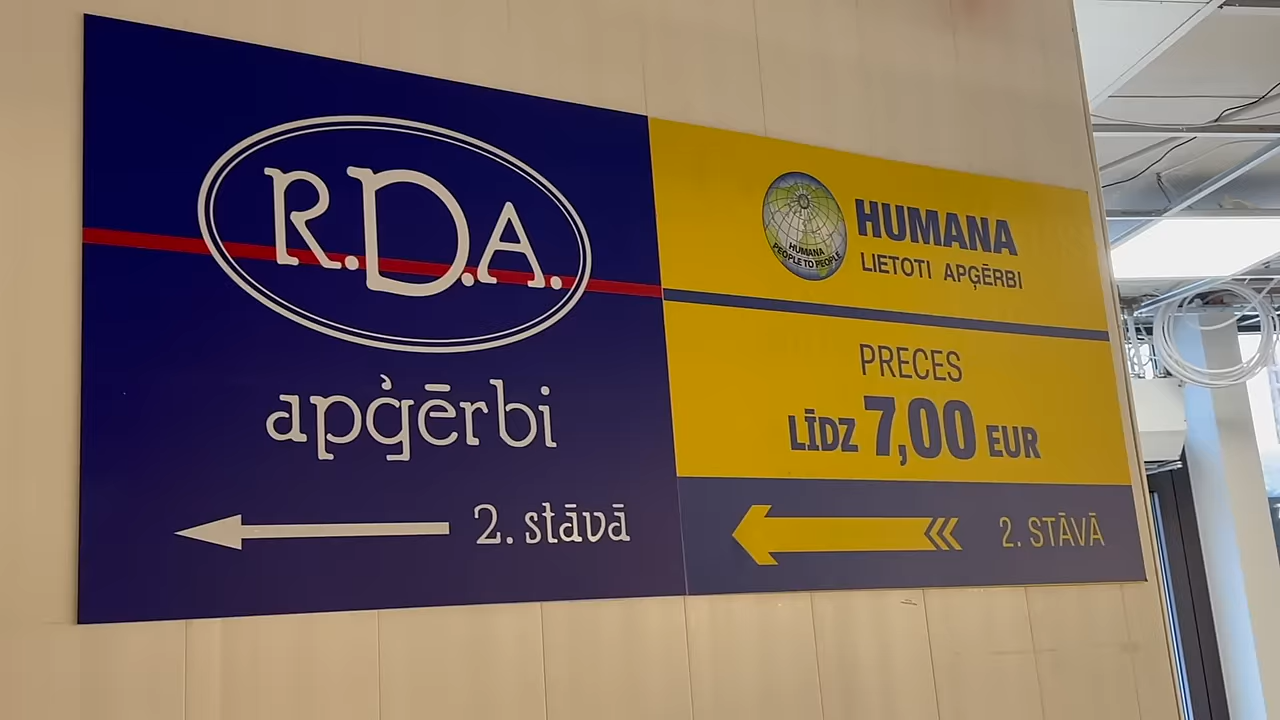 R.D.A.
apģērbi
2. stāvā
HUMANA
PEOPLE TO PEOPLE
HUMANA
LIETOTI APĢĒRBI
PRECES
LĪDZ 7,00 EUR
2. STĀVĀ